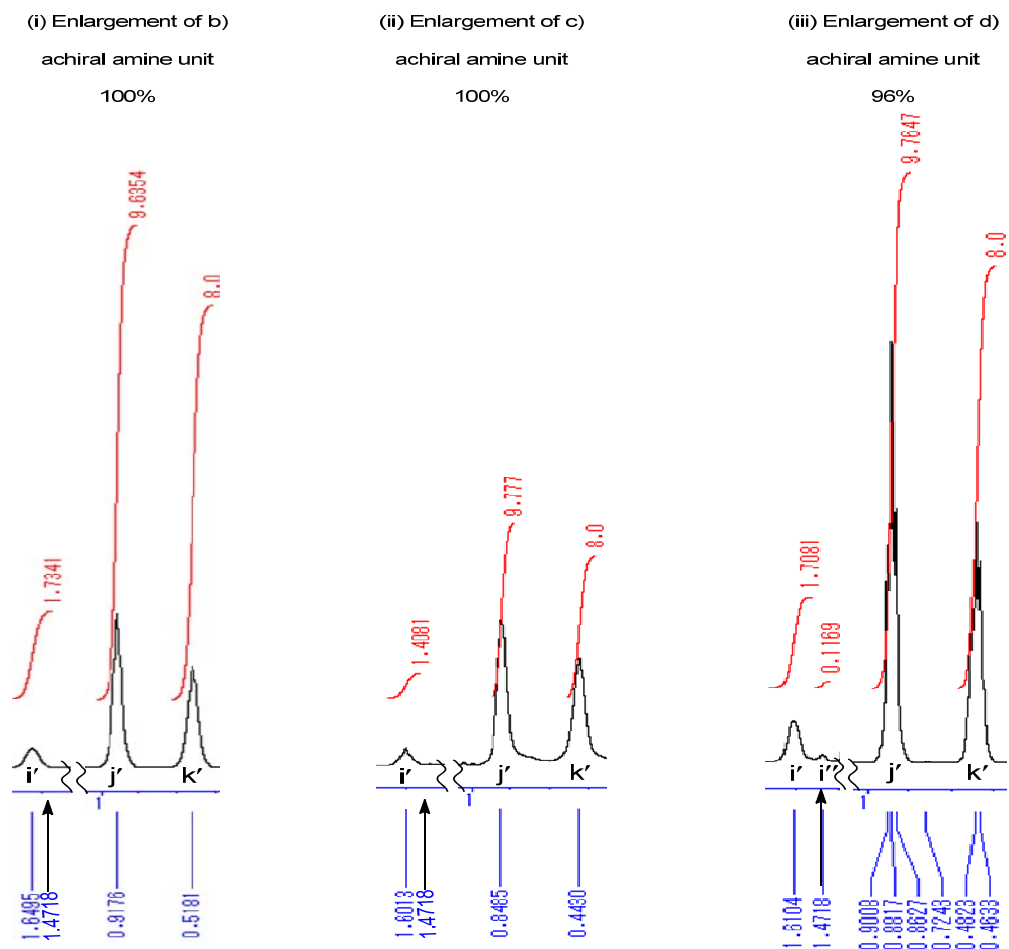 (i) Enlargement of b)
achiral amine unit
100%
1.7341
9.6354
8.0
i′
j′
k′
1
1.6495
1.4718
0.9176
0.5181
(ii) Enlargement of c)
achiral amine unit
100%
1.4081
9.777
8.0
i′
j′
k′
1
1.6013
1.4718
0.8485
0.4430
(iii) Enlargement of d)
achiral amine unit
96%
1.7081
0.1169
9.7647
8.0
i′
i″
j′
k′
1
1.6104
1.4718
0.9008
0.8817
0.8627
0.7243
0.4823
0.4633